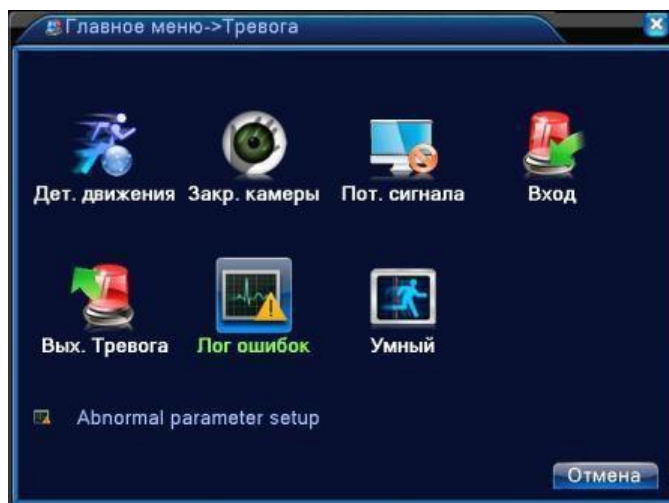 Главное меню->Тревога
Дет. движения Закр. камеры Пот. сигнала Вход
Вых. Тревога Лог ошибок Умный
Abnormal parameter setup
Отмена